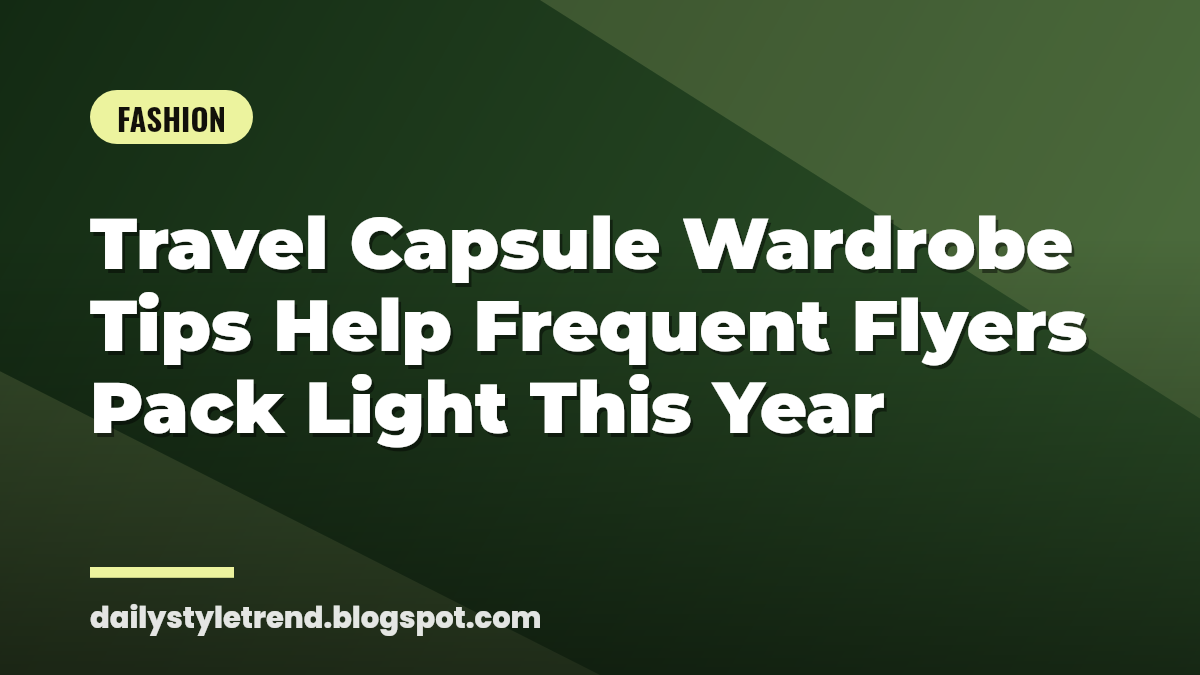 FASHION
Travel Capsule Wardrobe
Tips Help Frequent Flyers
Pack Light This Year
dailystyletrend.blogspot.com